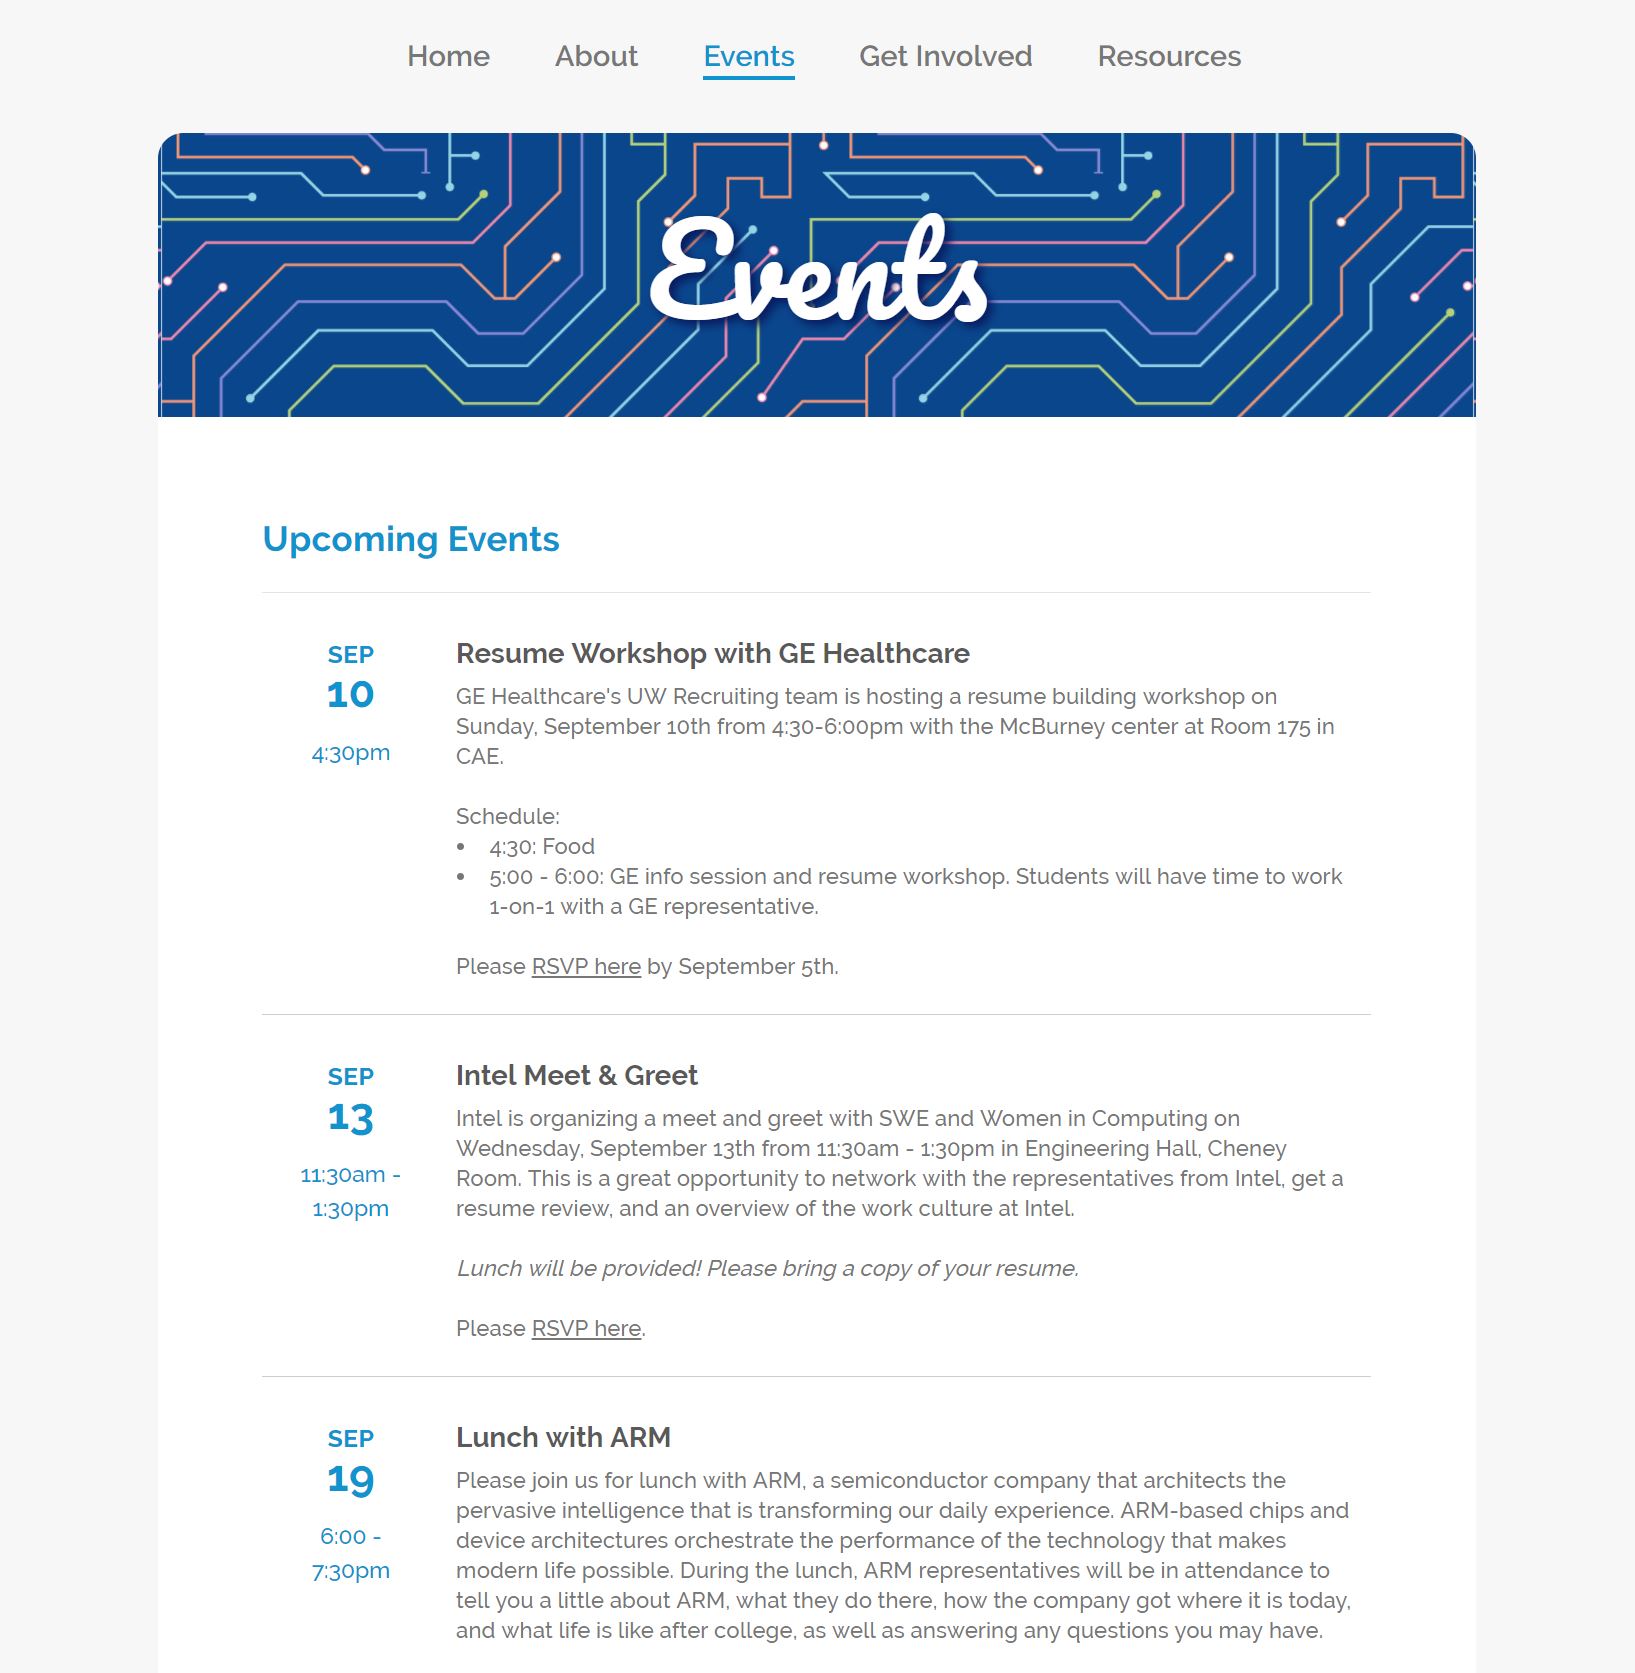 Home About Events Get Involved Resources
Events
Upcoming Events
SEP
10
4:30pm
Resume Workshop with GE Healthcare
GE Healthcare's UW Recruiting team is hosting a resume building workshop on
Sunday, September 10th from 4:30-6:00pm with the McBurney center at Room 175 in
CAE.
Schedule:
• 4:30: Food
• 5:00 - 6:00: GE info session and resume workshop. Students will have time to work
1-on-1 with a GE representative.
Please RSVP here by September 5th.
SEP
13
11:30am -
1:30pm
Intel Meet & Greet
Intel is organizing a meet and greet with SWE and Women in Computing on
Wednesday, September 13th from 11:30am - 1:30pm in Engineering Hall, Cheney
Room. This is a great opportunity to network with the representatives from Intel, get a
resume review, and an overview of the work culture at Intel.
Lunch will be provided! Please bring a copy of your resume.
Please RSVP here.
SEP
19
6:00 -
7:30pm
Lunch with ARM
Please join us for lunch with ARM, a semiconductor company that architects the
pervasive intelligence that is transforming our daily experience. ARM-based chips and
device architectures orchestrate the performance of the technology that makes
modern life possible. During the lunch, ARM representatives will be in attendance to
tell you a little about ARM, what they do there, how the company got where it is today,
and what life is like after college, as well as answering any questions you may have.